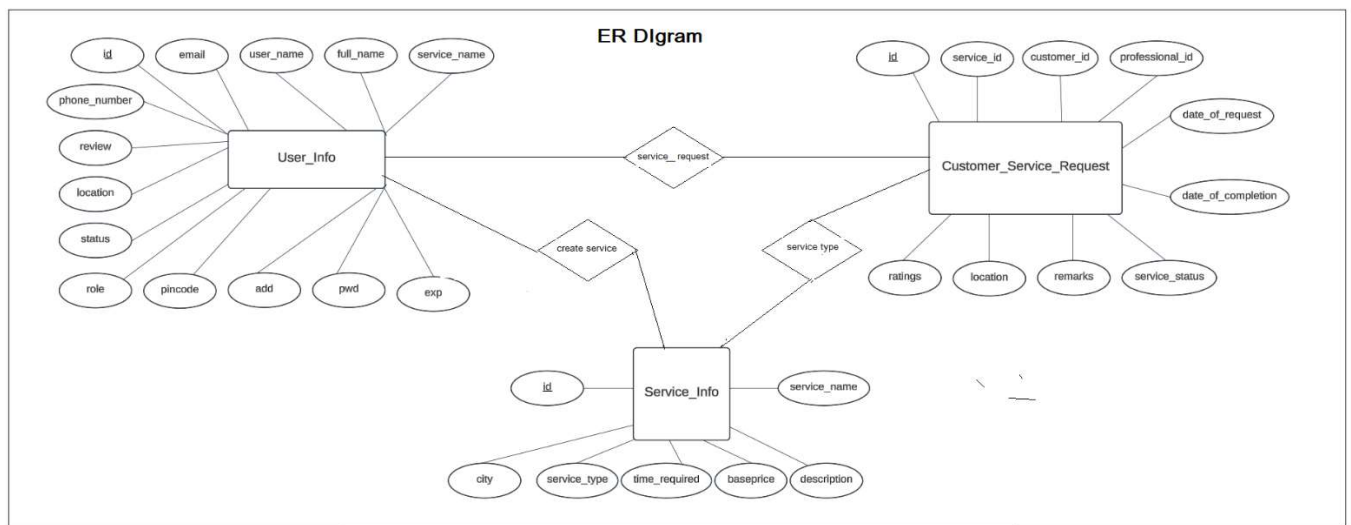 ER DIgram
id
email
user_name
full_name
service_name
phone_number
review
location
status
role
pincode
add
pwd
exp
User_Info
service_ request
create service
service type
id
service_id
customer_id
professional_id
date_of_request
date_of_completion
Customer_Service_Request
ratings
location
remarks
service_status
id
Service_Info
service_name
city
service_type
time_required
baseprice
description